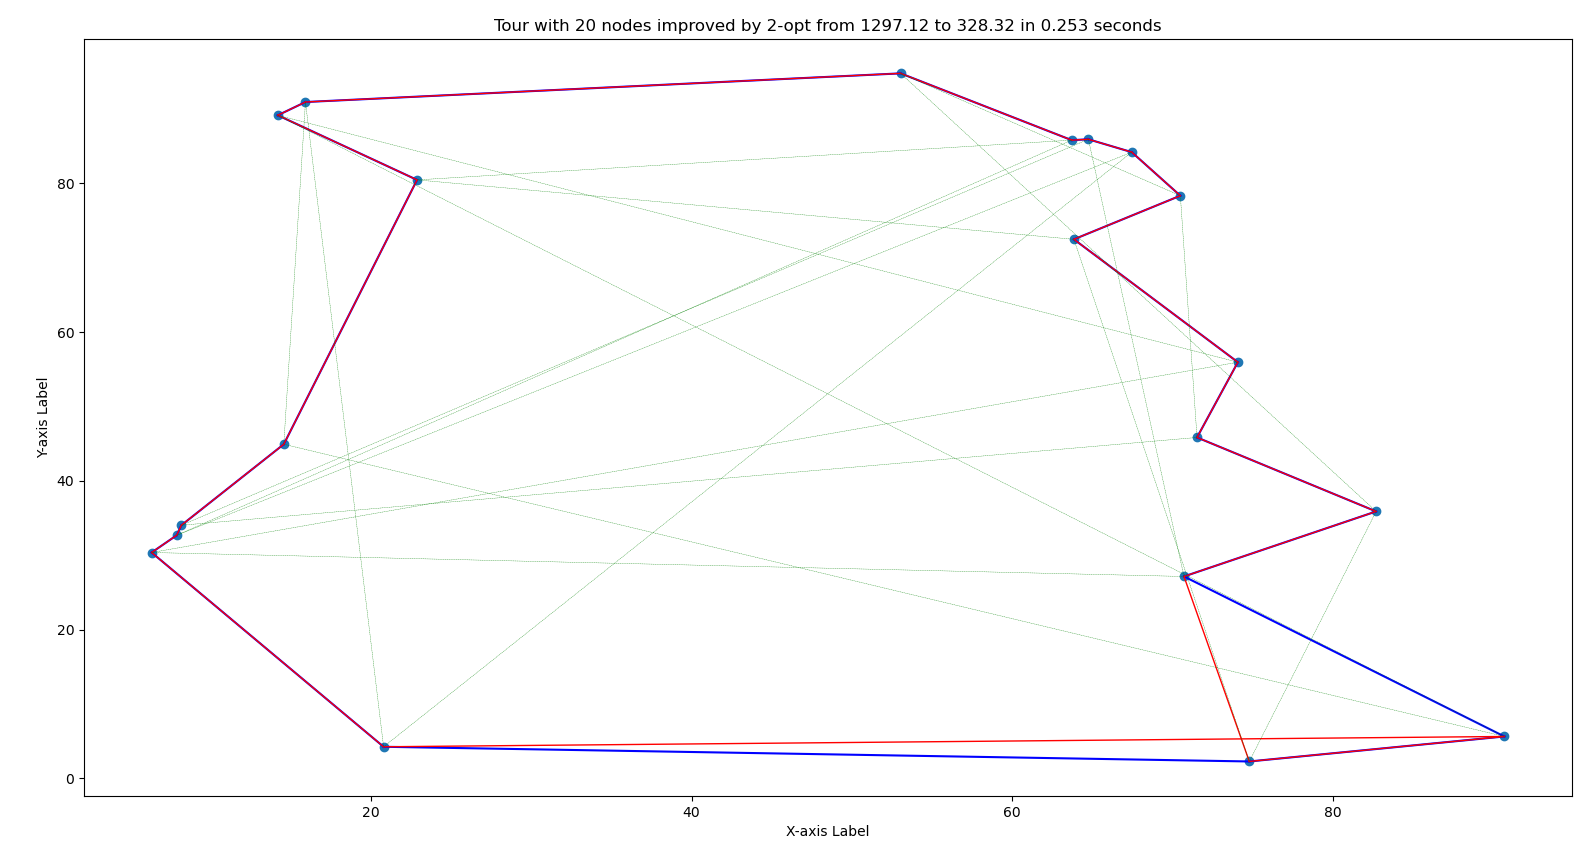 Tour with 20 nodes improved by 2-opt from 1297.12 to 328.32 in 0.253 seconds
80
60
40
20
0
Y-axis Label
20 40 60 80
X-axis Label